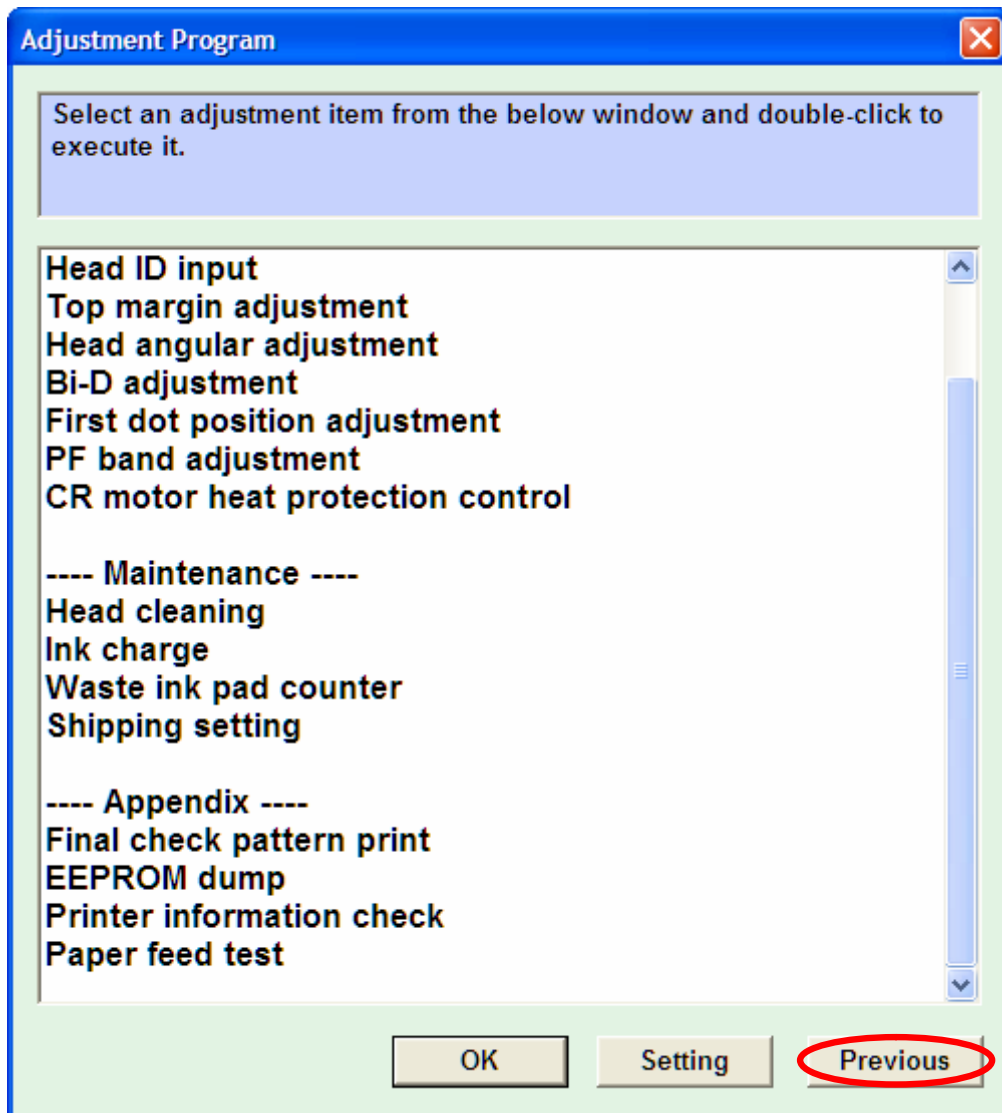 Adjustment Program
Select an adjustment item from the below window and double-click to
execute it.
Head ID input
Top margin adjustment
Head angular adjustment
Bi-D adjustment
First dot position adjustment
PF band adjustment
CR motor heat protection control
---- Maintenance ----
Head cleaning
Ink charge
Waste ink pad counter
Shipping setting
---- Appendix ----
Final check pattern print
EEPROM dump
Printer information check
Paper feed test
OK
Setting
Previous